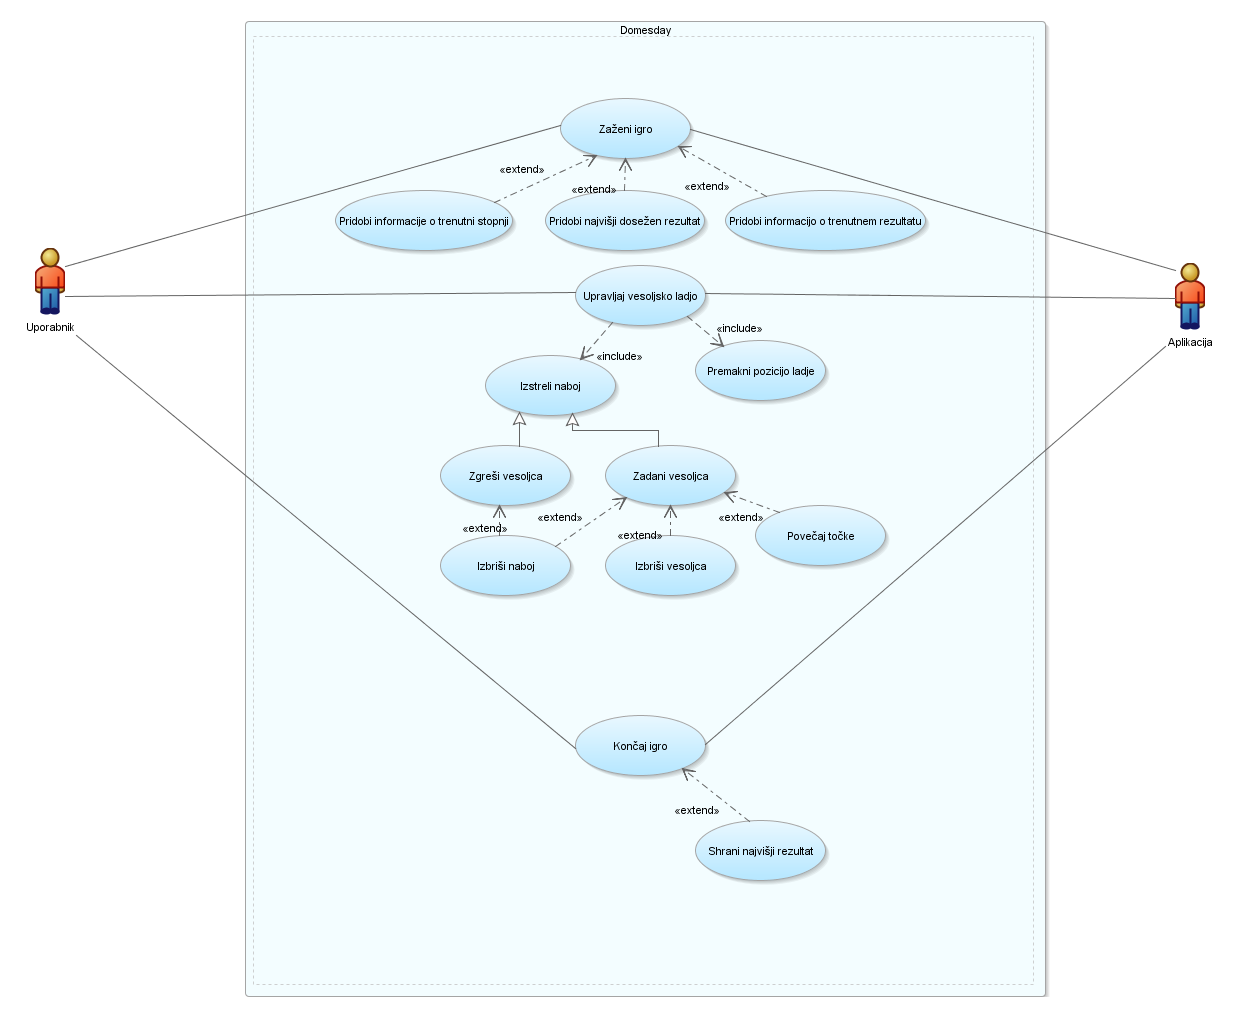 Domesday
Zaženi igro
«extend»
«extend»
«extend»
Pridobi informacije o trenutni stopnji
Pridobi najvišji dosežen rezultat
Pridobi informacijo o trenutnem rezultatu
Upravljaj vesoljsko ladjo
Uporabnik
Aplikacija
«include»
«include»
Premakni pozicijo ladje
Izstreli naboj
Zgreši vesoljca
Zadani vesoljca
«extend»
«extend»
«extend»
«extend»
Povečaj točke
Izbriši naboj
Izbriši vesoljca
Končaj igro
«extend»
Shrani najvišji rezultat